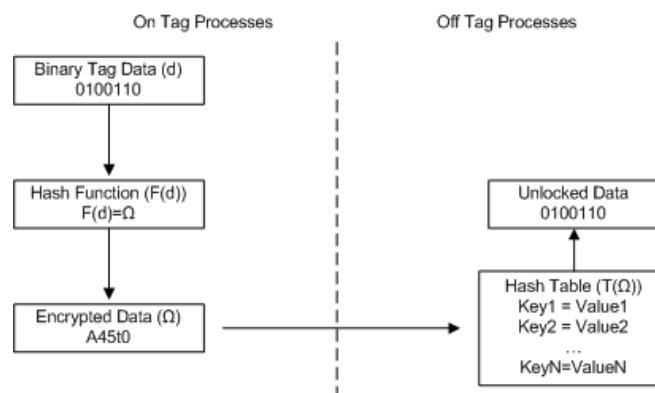 On Tag Processes
Off Tag Processes
Binary Tag Data (d)
0100110
Hash Function (F(d))
F(d)=Ω
Encrypted Data (Ω)
A45t0
Unlocked Data
0100110
Hash Table (T(Ω))
Key1 = Value1
Key2 = Value2
...
KeyN=ValueN